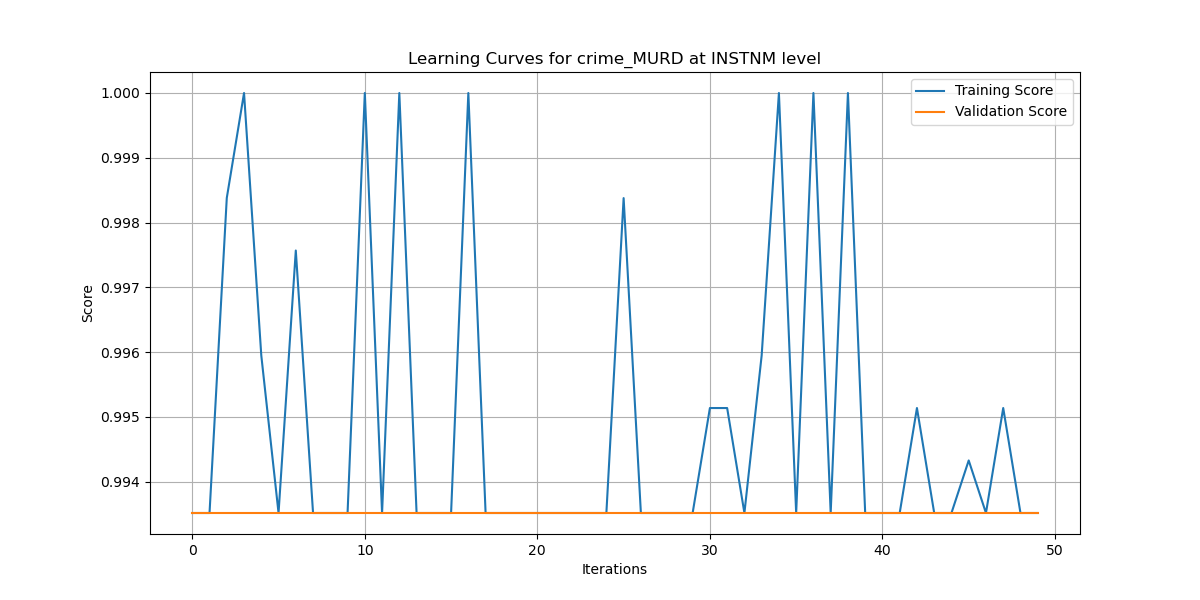 Learning Curves for crime_MURD at INSTNM level
Training Score
Validation Score
1.000
0.999
0.998
0.997
0.996
0.995
0.994
Score
0 10 20 30 40 50
Iterations